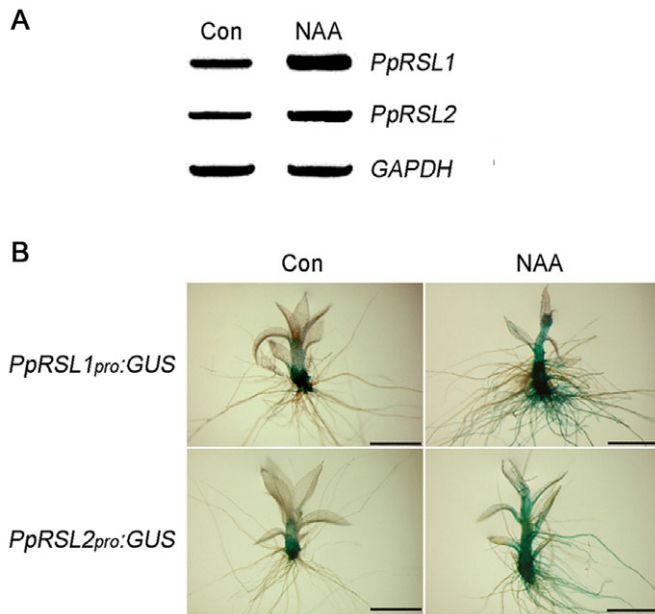 A
Con NAA
PpRSL1
PpRSL2
GAPDH
B
Con NAA
PpRSL1pro:GUS
PpRSL2pro:GUS